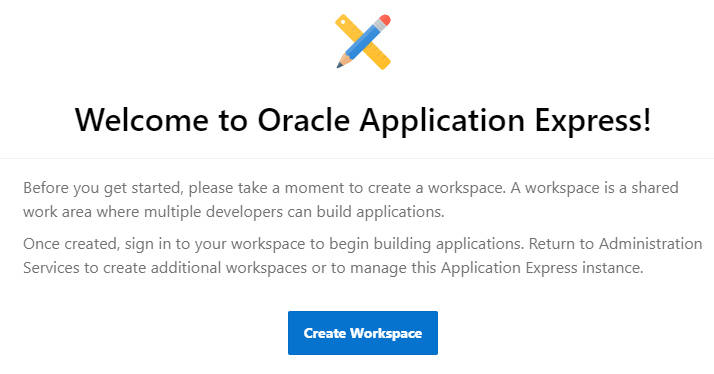 Welcome to Oracle Application Express!
Before you get started, please take a moment to create a workspace. A workspace is a shared
work area where multiple developers can build applications.
Once created, sign in to your workspace to begin building applications. Return to Administration
Services to create additional workspaces or to manage this Application Express instance.
Create Workspace